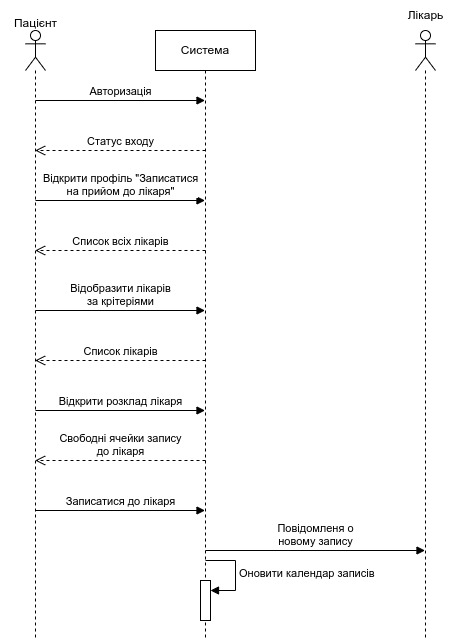 Пацієнт
Лікарь
Система
Авторизація
Статус входу
Відкрити профіль "Записатися
на прийом до лікаря"
Список всіх лікарів
Відобразити лікарів
за крітеріями
Список лікарів
Відкрити розклад лікаря
Свободні ячейки запису
до лікаря
Записатися до лікаря
Повідомленя о
новому запису
Оновити календар записів